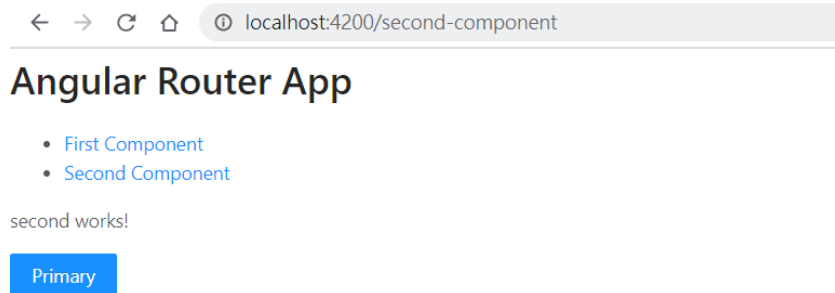 localhost:4200/second-component
Angular Router App
First Component
Second Component
second works!
Primary